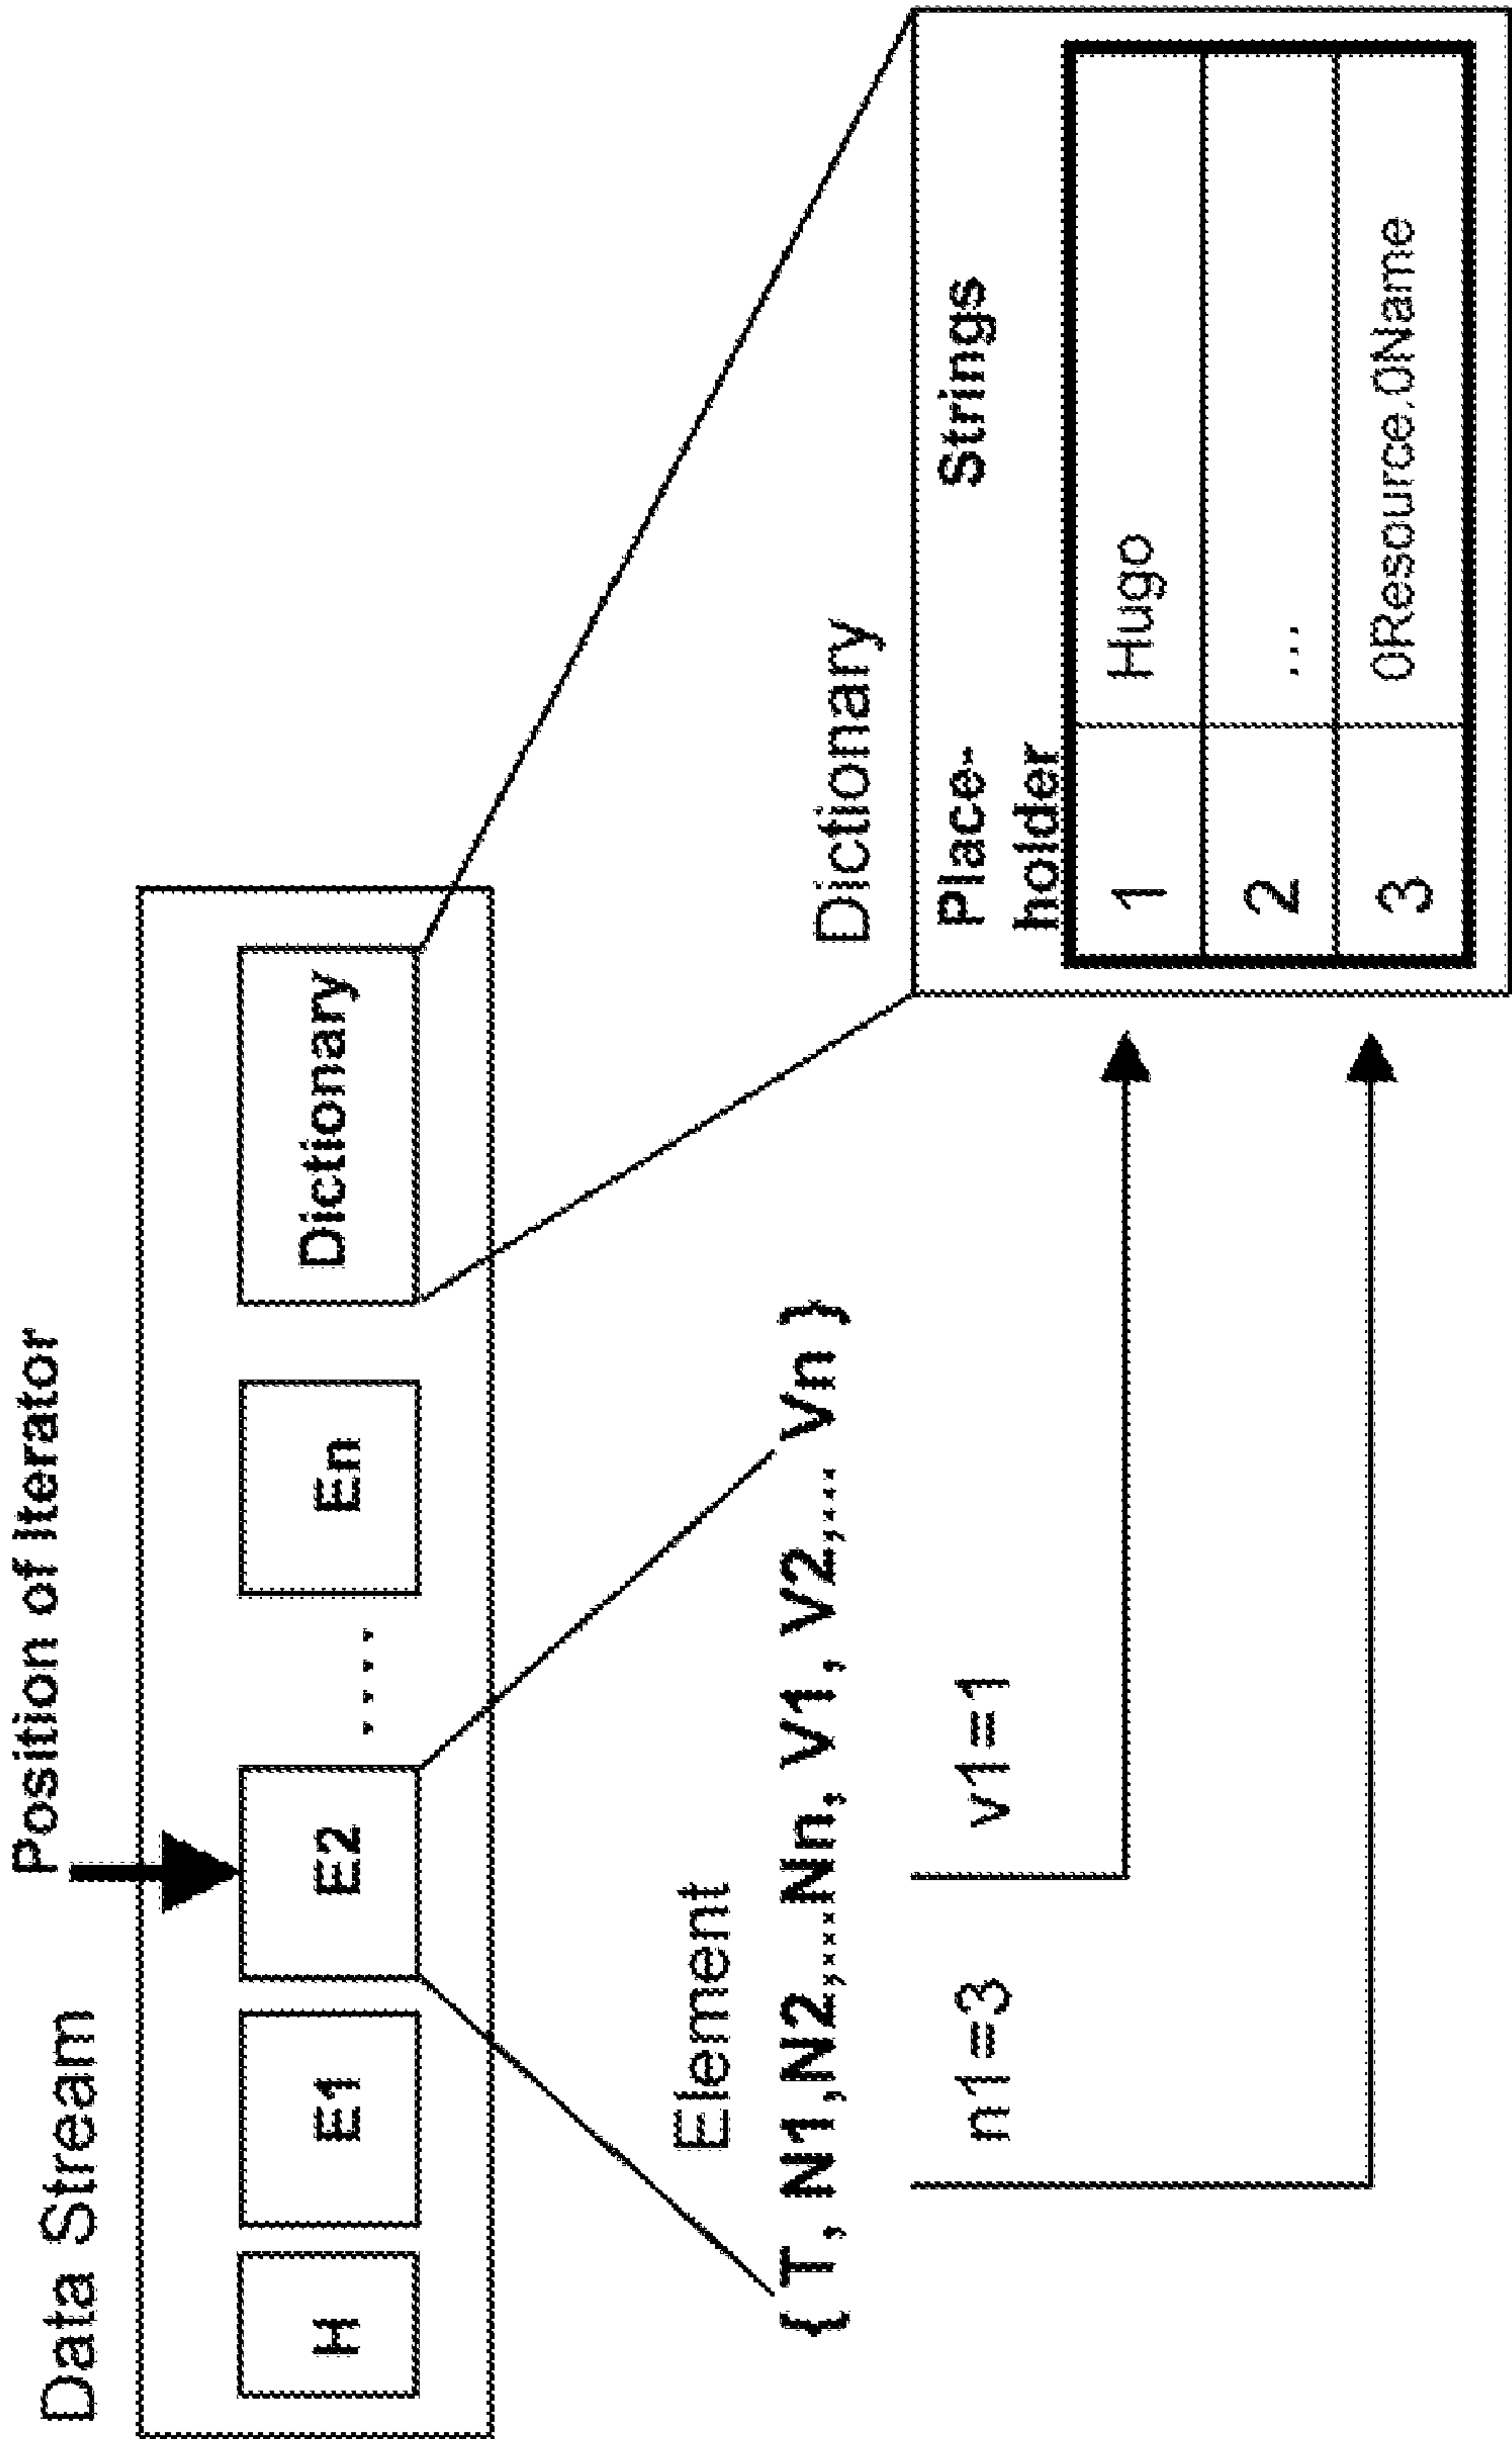 Position of Iterator
Data Stream
H E1 E2 .... En Dictionary
Element
{ T, N1,N2,...Nn, V1, V2,... Vn }
n1=3 v1=1
Dictionary
Place-
holder Strings
1 Hugo
2 ...
3 0Resource.0Name